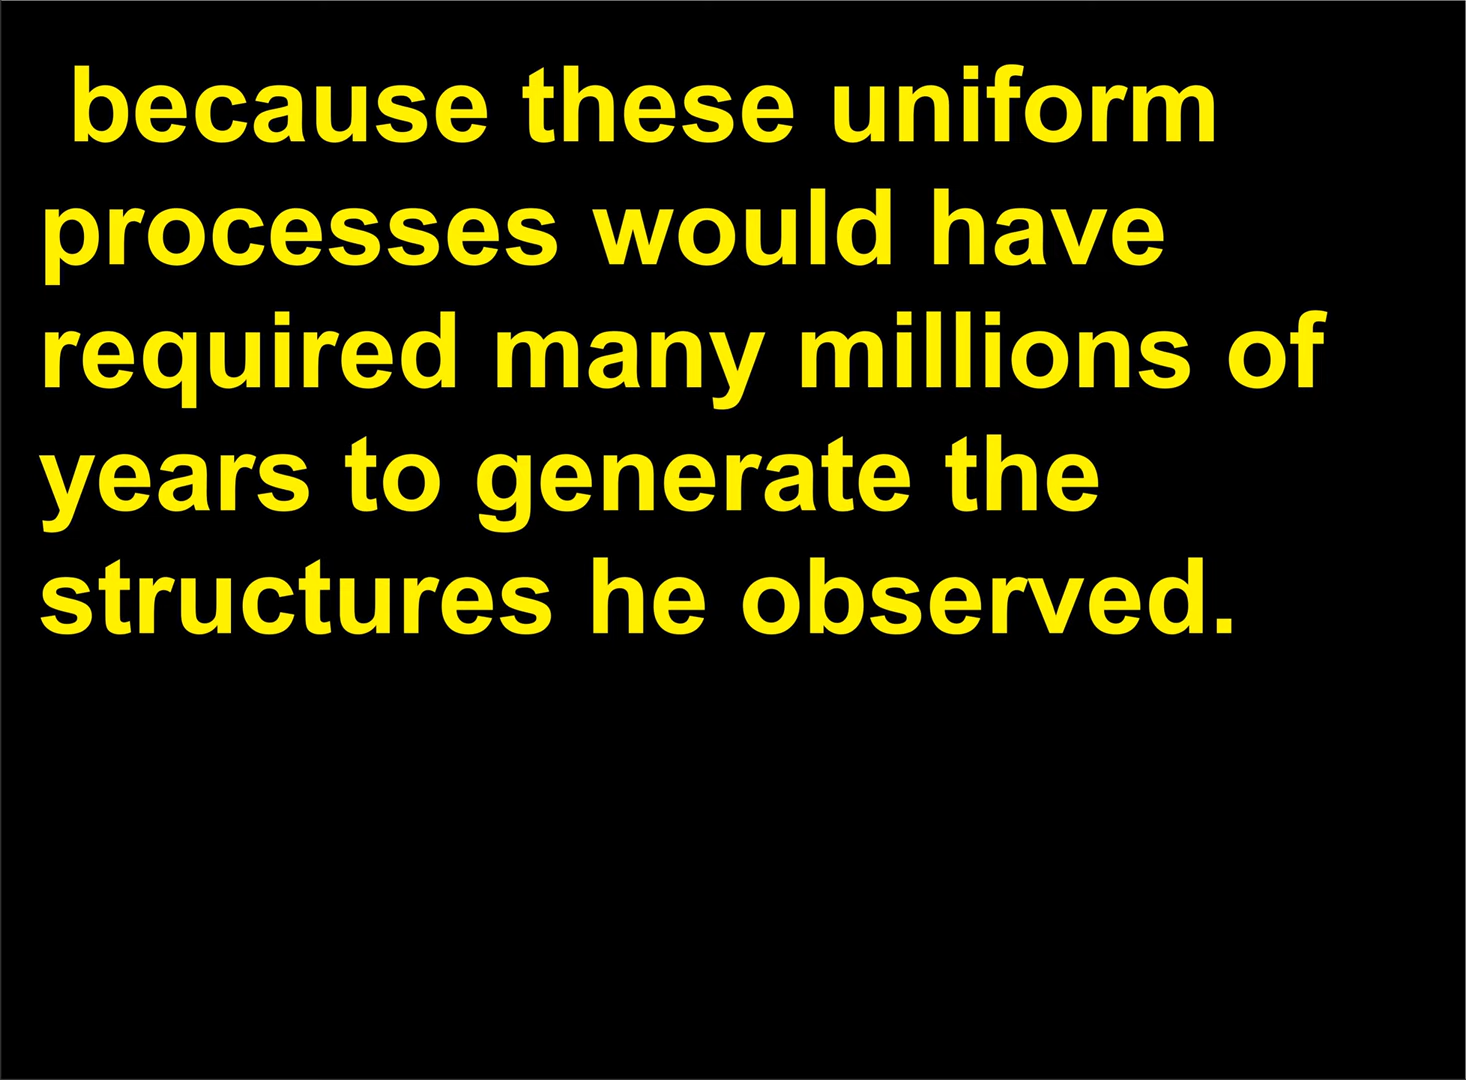 because these uniform
processes would have
required many millions of
years to generate the
structures he observed.